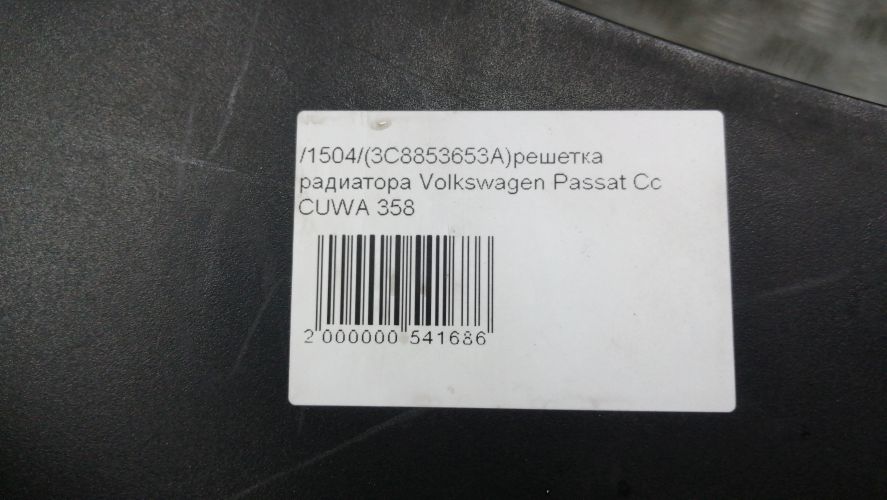 /1504/(3C8853653A)решетка
радиатора Volkswagen Passat Cc
CUWA 358
2 000000 541686